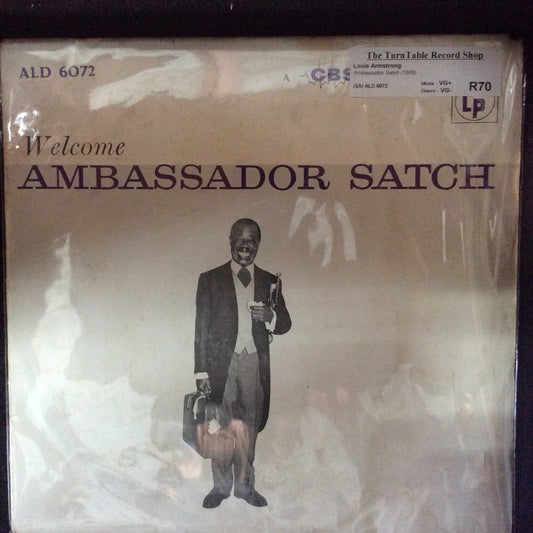 The TurnTable Record Shop
Louis Armstrong
Ambassador Satch (1955)
(SA) ALD 6072
Media - VG+
Sleeve - VG-
R70
ALD 6072
A CBS
LP
Welcome
AMBASSADOR SATCH